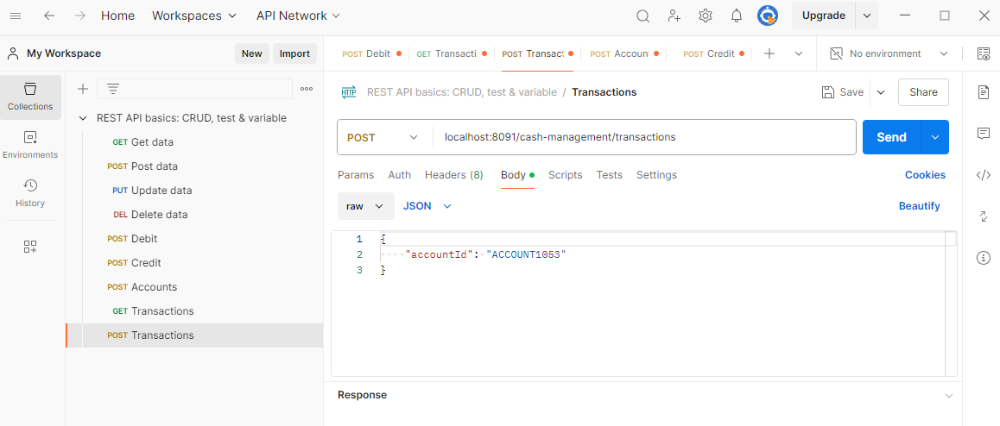 Home Workspaces API Network Upgrade
My Workspace New Import
POST Debit GET Transacti POST Transact POST Accoun POST Credit No environment
Collections
Environments
History
REST API basics: CRUD, test & variable
GET Get data
POST Post data
PUT Update data
DEL Delete data
POST Debit
POST Credit
POST Accounts
GET Transactions
POST Transactions
HTTP REST API basics: CRUD, test & variable / Transactions Save Share
POST localhost:8091/cash-management/transactions Send
Params Auth Headers (8) Body Scripts Tests Settings Cookies
raw JSON Beautify
1 {
2 "accountId": "ACCOUNT1053"
3 }
Response